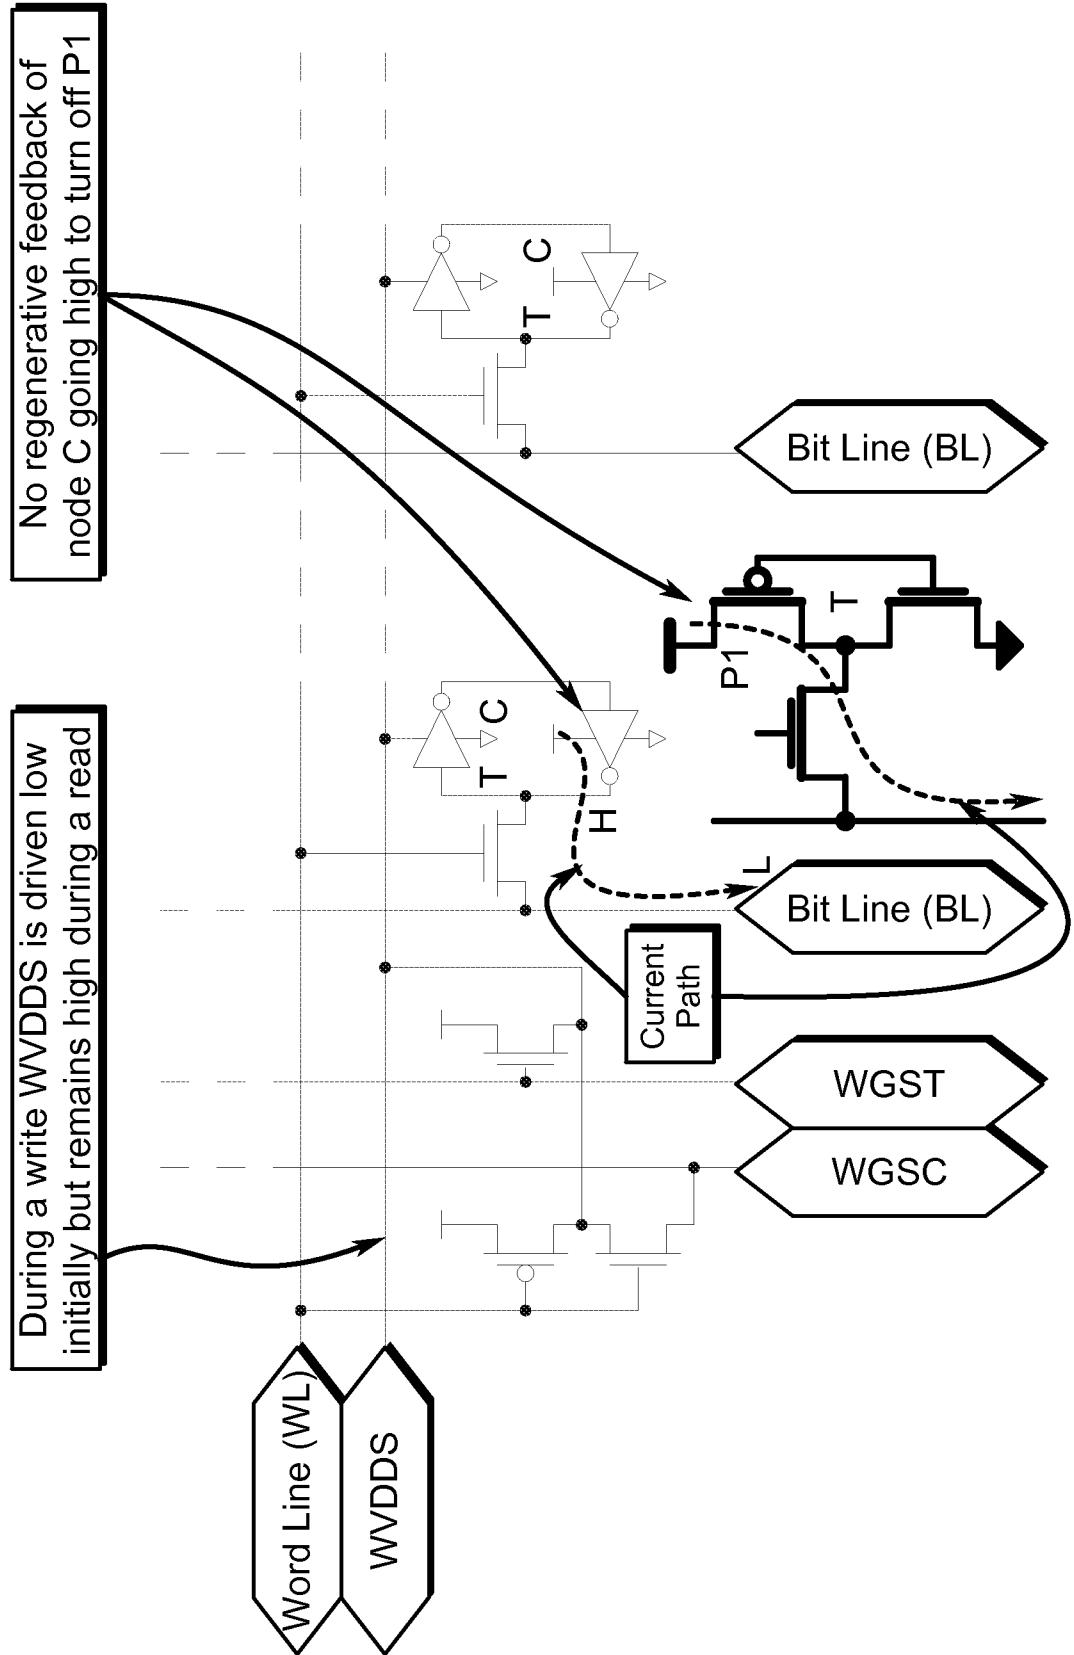 During a write WVDDS is driven low
initially but remains high during a read
No regenerative feedback of
node C going high to turn off P1
Word Line (WL)
WVDDS
T
C
T
C
H
L
P1
T
Current
Path
WGSC
WGST
Bit Line (BL)
Bit Line (BL)